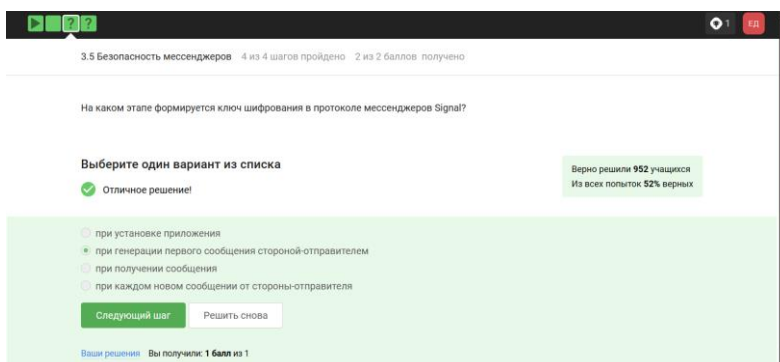 ? ?
1 ЕД
3.5 Безопасность мессенджеров 4 из 4 шагов пройдено 2 из 2 баллов получено
На каком этапе формируется ключ шифрования в протоколе мессенджеров Signal?
Выберите один вариант из списка
Отличное решение!
Верно решили 952 учащихся
Из всех попыток 52% верных
при установке приложения
при генерации первого сообщения стороной-отправителем
при получении сообщения
при каждом новом сообщении от стороны-отправителя
Следующий шаг Решить снова
Ваши решения Вы получили: 1 балл из 1